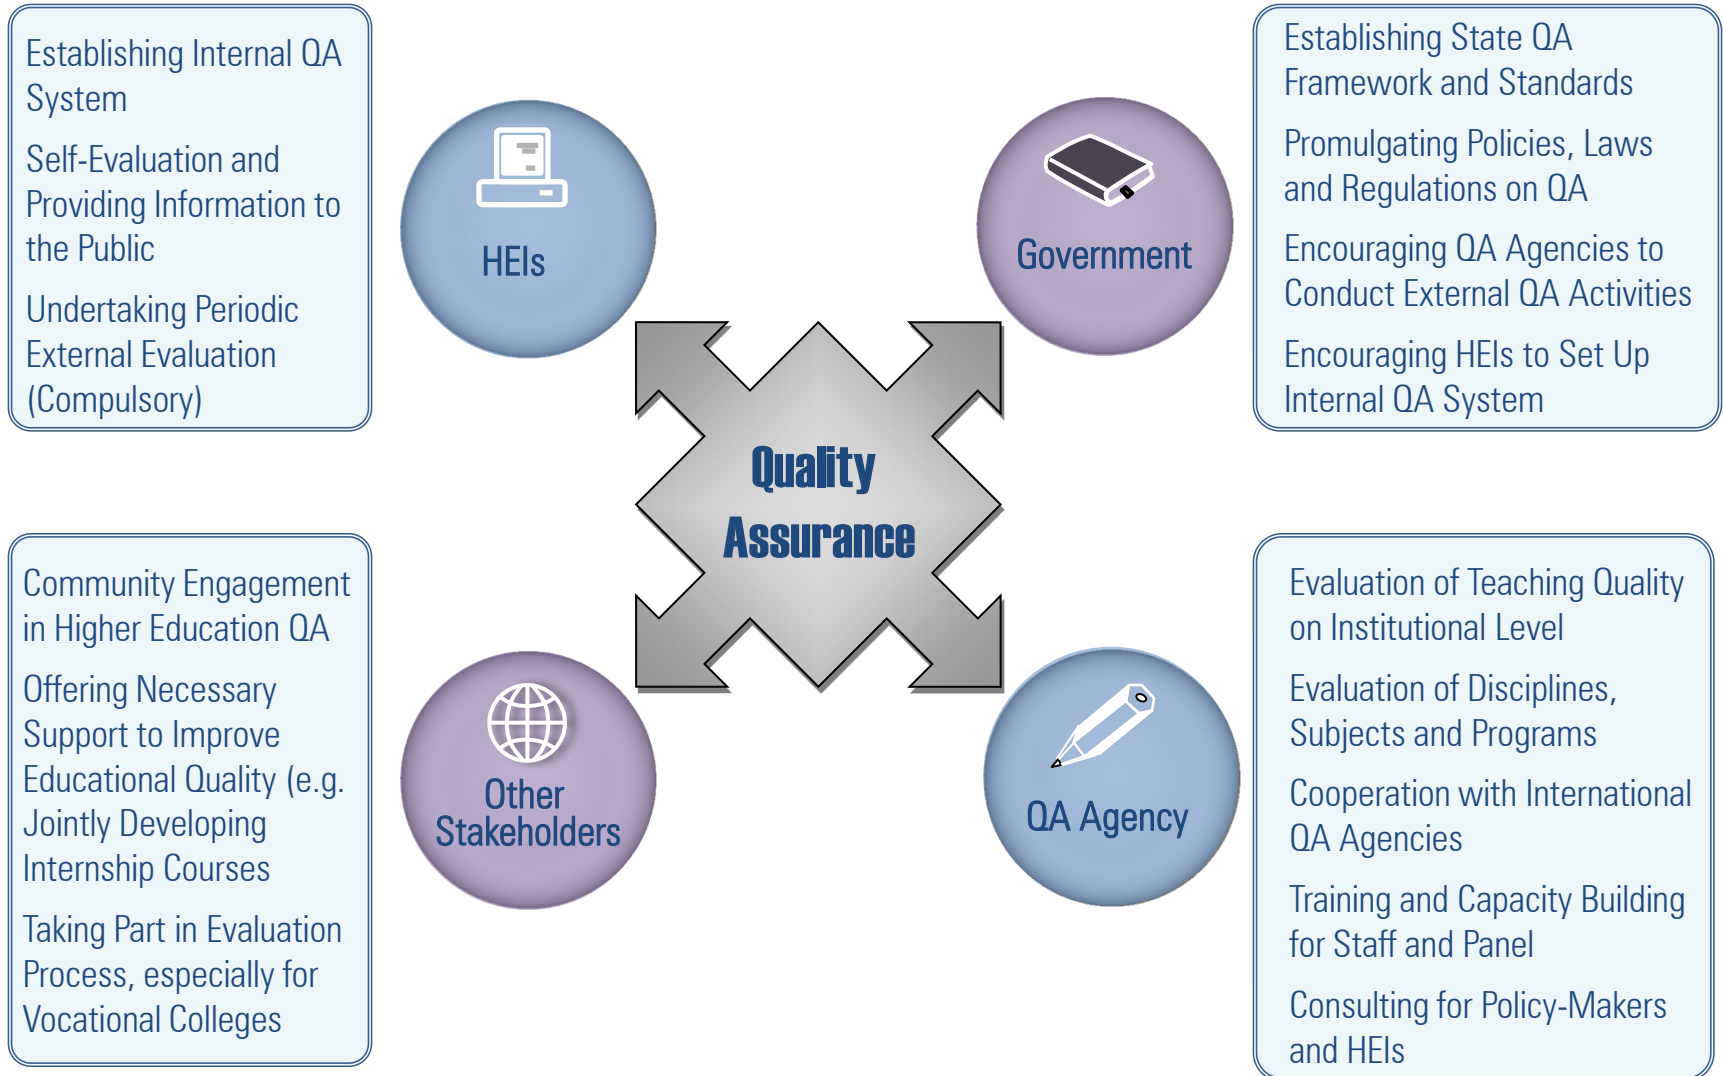 Establishing Internal QA
System
Self-Evaluation and
Providing Information to
the Public
Undertaking Periodic
External Evaluation
(Compulsory)
HEIs
Government
Establishing State QA
Framework and Standards
Promulgating Policies, Laws
and Regulations on QA
Encouraging QA Agencies to
Conduct External QA Activities
Encouraging HEIs to Set Up
Internal QA System
Quality
Assurance
Community Engagement
in Higher Education QA
Offering Necessary
Support to Improve
Educational Quality (e.g.
Jointly Developing
Internship Courses
Taking Part in Evaluation
Process, especially for
Vocational Colleges
Other
Stakeholders
QA Agency
Evaluation of Teaching Quality
on Institutional Level
Evaluation of Disciplines,
Subjects and Programs
Cooperation with International
QA Agencies
Training and Capacity Building
for Staff and Panel
Consulting for Policy-Makers
and HEIs